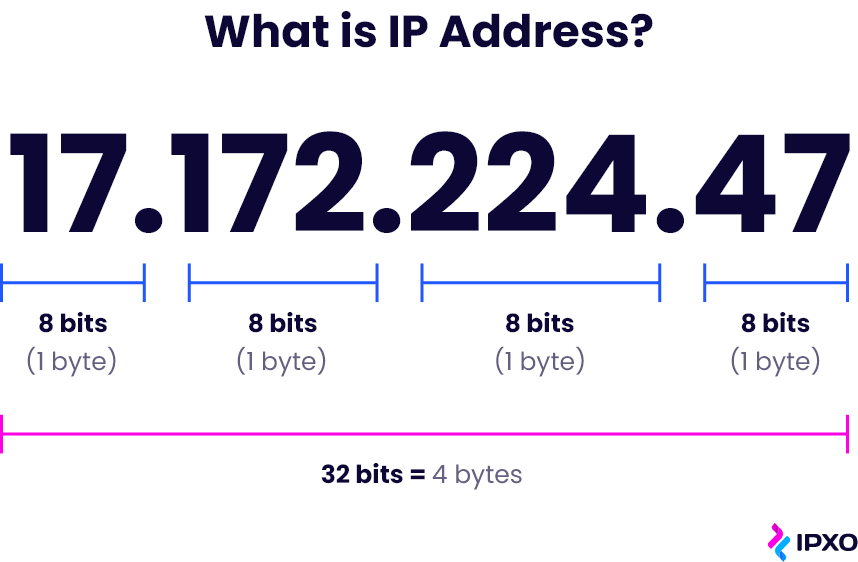 What is IP Address?
17.172.224.47
8 bits 8 bits 8 bits 8 bits
(1 byte) (1 byte) (1 byte) (1 byte)
32 bits = 4 bytes
IPXO